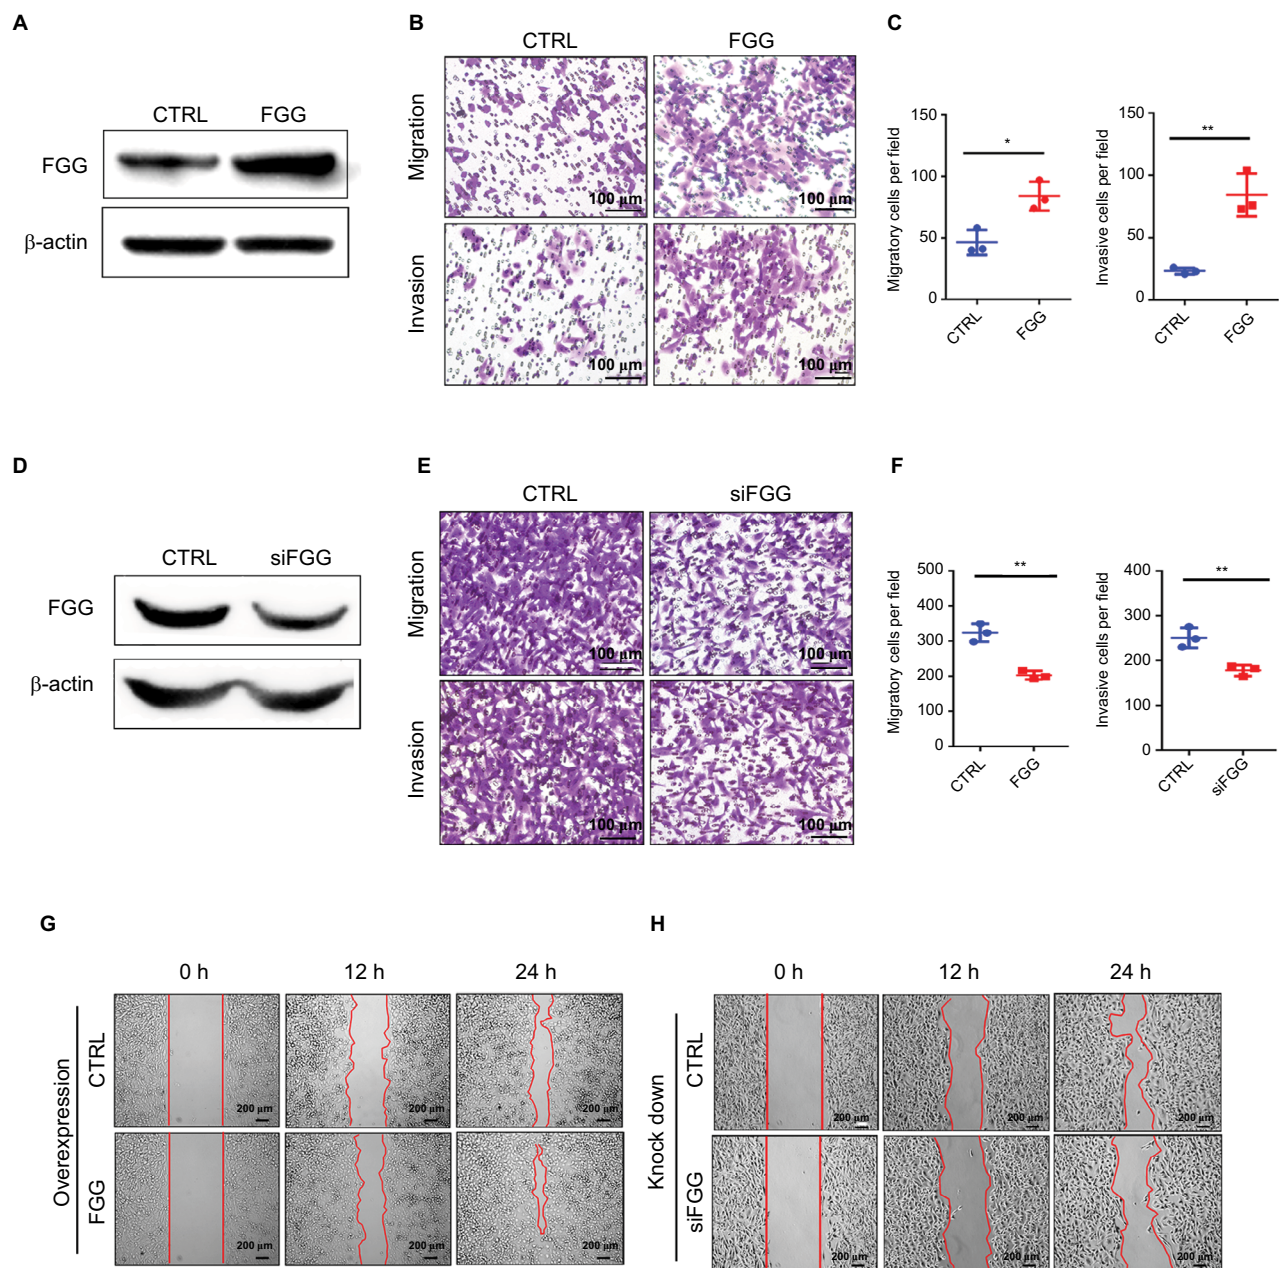 A
CTRL FGG
FGG
β-actin
B
CTRL FGG
Migration
100 µm 100 µm
Invasion
100 µm 100 µm
C
Migratory cells per field
150
100
50
0
*
CTRL FGG
Invasive cells per field
150
100
50
0
**
CTRL FGG
D
CTRL siFGG
FGG
β-actin
E
CTRL siFGG
Migration
100 µm 100 µm
Invasion
100 µm 100 µm
F
Migratory cells per field
500
400
300
200
100
0
**
CTRL FGG
Invasive cells per field
400
300
200
100
0
**
CTRL siFGG
G
0 h 12 h 24 h
Overexpression
CTRL
200 µm 200 µm 200 µm
FGG
200 µm 200 µm 200 µm
H
0 h 12 h 24 h
Knock down
CTRL
200 µm 200 µm 200 µm
siFGG
200 µm 200 µm 200 µm